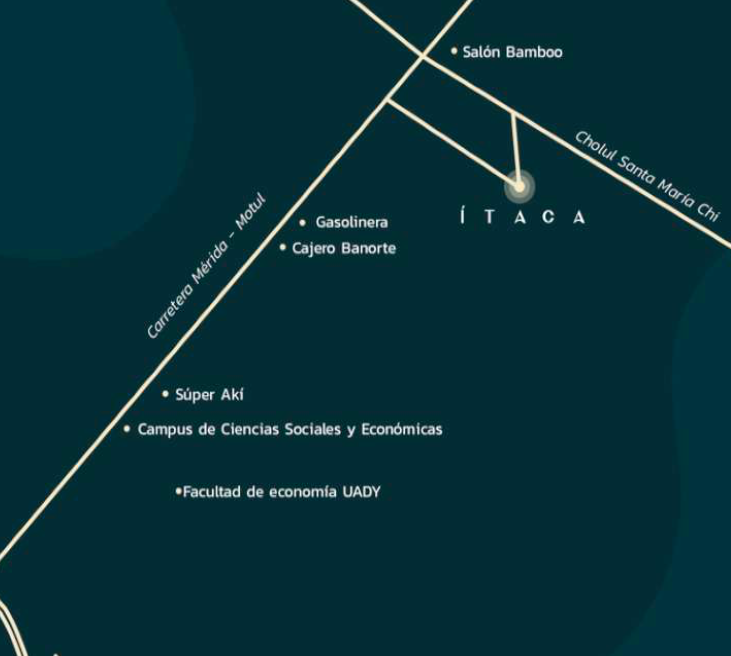 Salón Bamboo
Cholul Santa María Chi
Í T A C A
Carretera Mérida - Motul
Gasolinera
Cajero Banorte
Súper Akí
Campus de Ciencias Sociales y Económicas
Facultad de economía UADY